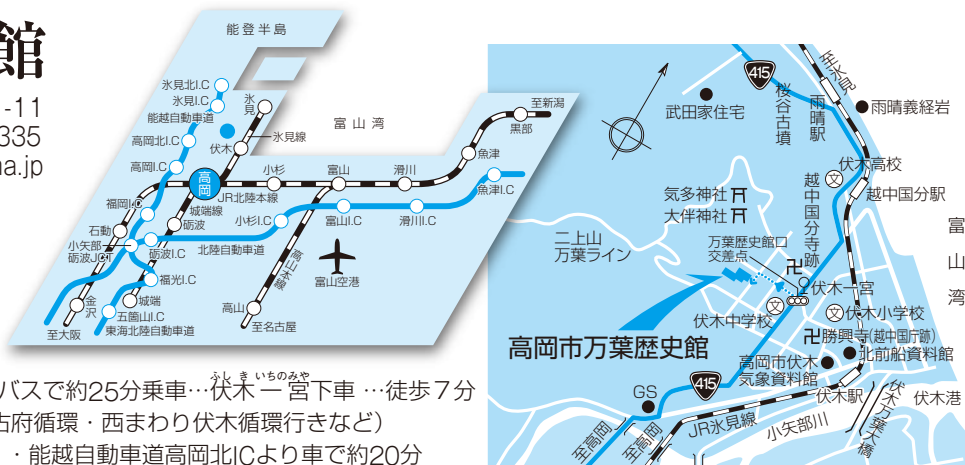 館
-11
335
na.jp
能登半島
氷見北I.C
氷見I.C
能越自動車道
氷見
高岡北I.C
伏木
氷見線
富山湾
至新潟
黒部
高岡I.C
高岡
小杉
富山
滑川
魚津
JR北陸本線
魚津I.C
福岡I.C
城端線
石動
砺波
小杉I.C
富山I.C
滑川I.C
小矢部
砺波JCT
砺波I.C
北陸自動車道
高山本線
富山空港
福光I.C
金沢
城端
高山
五箇山I.C
至大阪
東海北陸自動車道
至名古屋
バスで約25分乗車…伏木一宮下車 …徒歩7分
ふしき いちのみや
古府循環・西まわり伏木循環行きなど）
・能越自動車道高岡北ICより車で約20分
415
至氷見
武田家住宅
桜谷古墳
雨晴駅
雨晴義経岩
伏木高校
文
越中国分駅
気多神社
大伴神社
越中国分寺跡
二上山
万葉ライン
万葉歴史館口
交差点
卍
富山湾
伏木一宮
文
伏木中学校
文
伏木小学校
高岡市万葉歴史館
卍勝興寺(越中国庁跡)
北前船資料館
高岡市伏木
気象資料館
GS
415
伏木駅
伏木港
伏木万葉大橋
至高岡
至高岡
JR氷見線
小矢部川